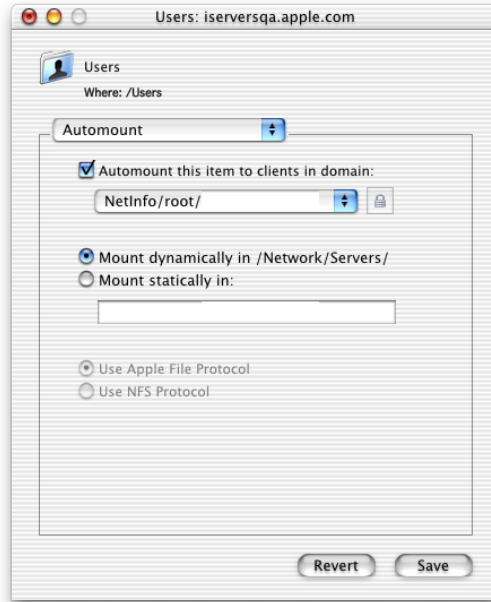 Users: iserversqa.apple.com
Users
Where: /Users
Automount
Automount this item to clients in domain:
NetInfo/root/
Mount dynamically in /Network/Servers/
Mount statically in:
Use Apple File Protocol
Use NFS Protocol
Revert Save